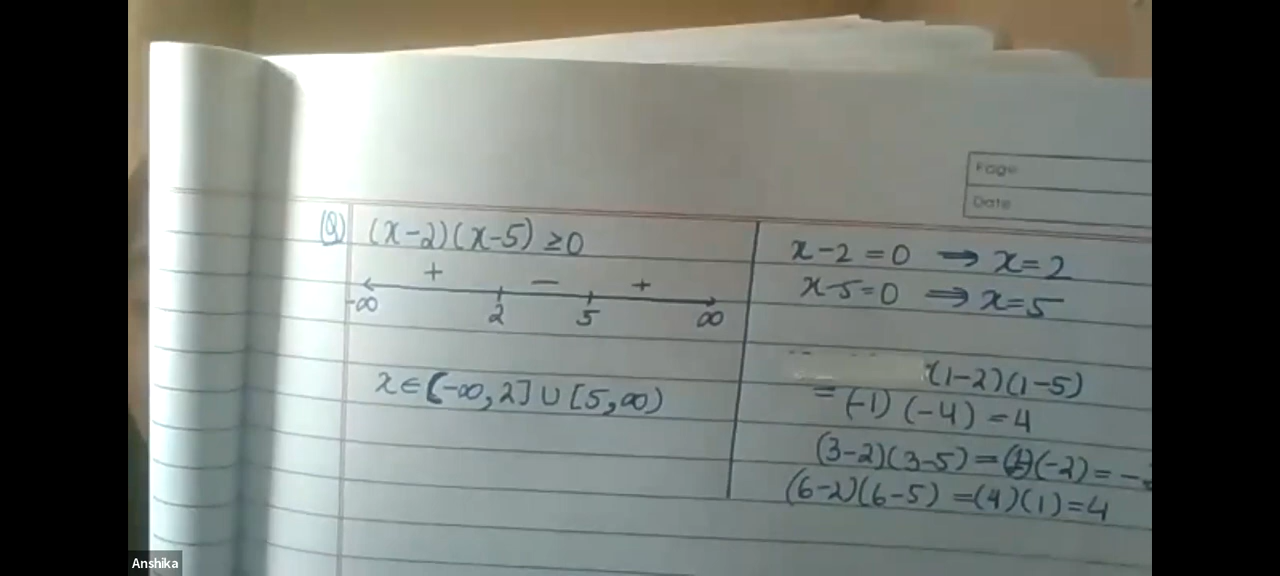 Page
Date
(Q) (x-2)(x-5) ≥0
+ − +
-∞ 2 5 ∞
x∈(-∞,2]∪[5,∞)
x-2=0 ⟹ x=2
x-5=0 ⟹ x=5
(1-2)(1-5)
= (-1) (-4) = 4
(3-2)(3-5) = (1)(-2) = -
(6-2)(6-5) =(4)(1)=4
Anshika